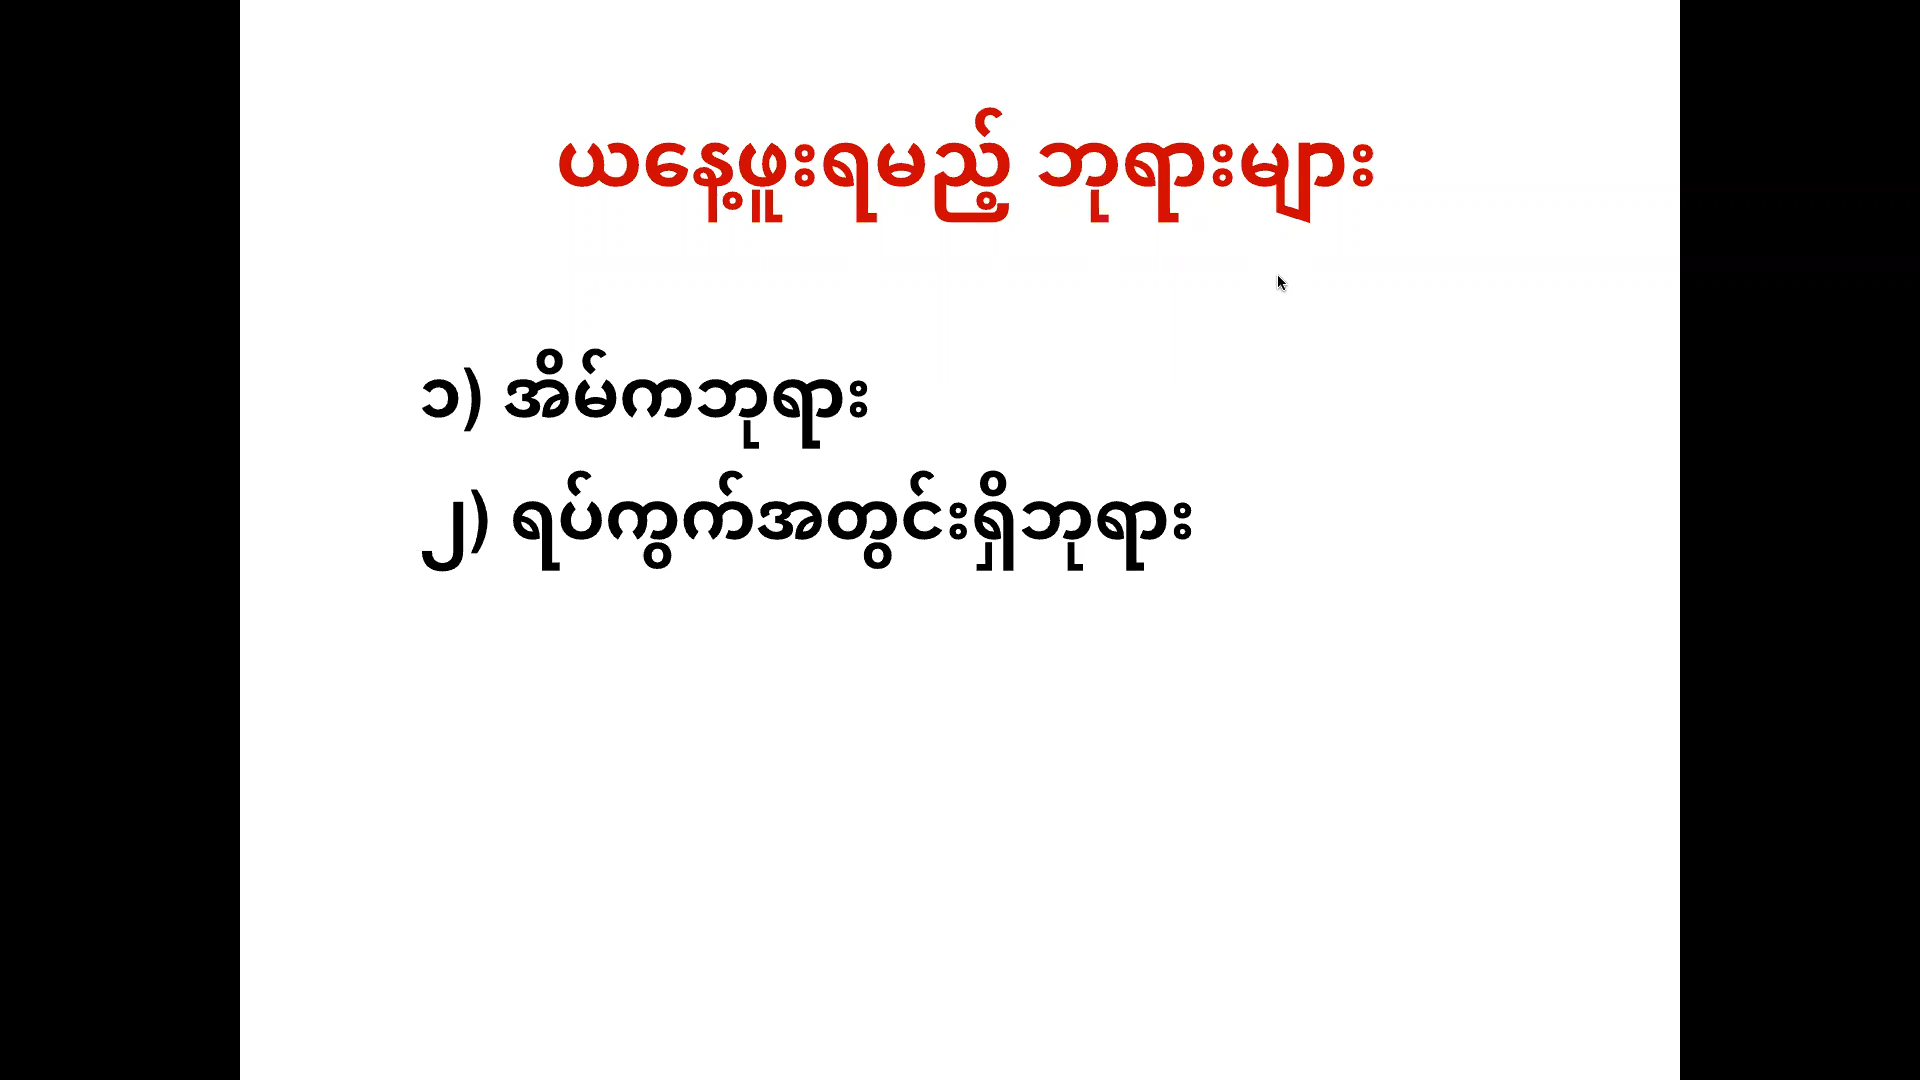 ယနေ့ဖူးရမည့် ဘုရားများ
၁) အိမ်ကဘုရား
၂) ရပ်ကွက်အတွင်းရှိဘုရား